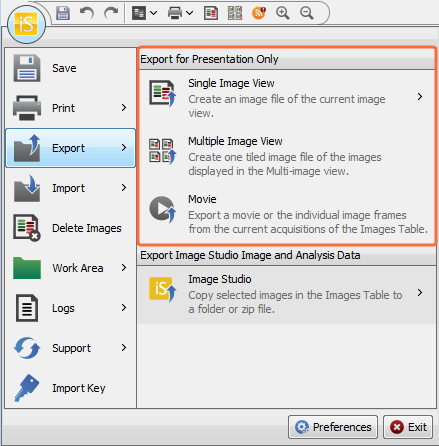 iS
Save
Print
Export
Import
Delete Images
Work Area
Logs
Support
Import Key
Export for Presentation Only
Single Image View
Create an image file of the current image
view.
Multiple Image View
Create one tiled image file of the images
displayed in the Multi-image view.
Movie
Export a movie or the individual image frames
from the current acquisitions of the Images Table.
Export Image Studio Image and Analysis Data
iS
Image Studio
Copy selected images in the Images Table to
a folder or zip file.
Preferences
Exit